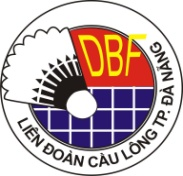 DBF
LIÊN ĐOÀN CẦU LÔNG TP. ĐÀ NẴNG